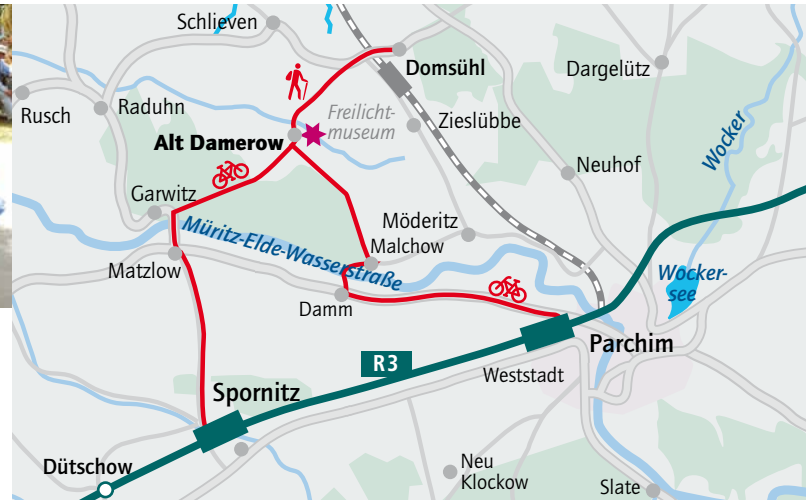 Schlieven
Domsühl
Dargelütz
Rusch
Raduhn
Freilicht-
museum
Zieslübbe
Alt Damerow
Wocker
Neuhof
Garwitz
Müritz-Elde-Wasserstraße
Möderitz
Malchow
Matzlow
Wocker-
see
Damm
Parchim
R3
Weststadt
Spornitz
Dütschow
Neu
Klockow
Slate